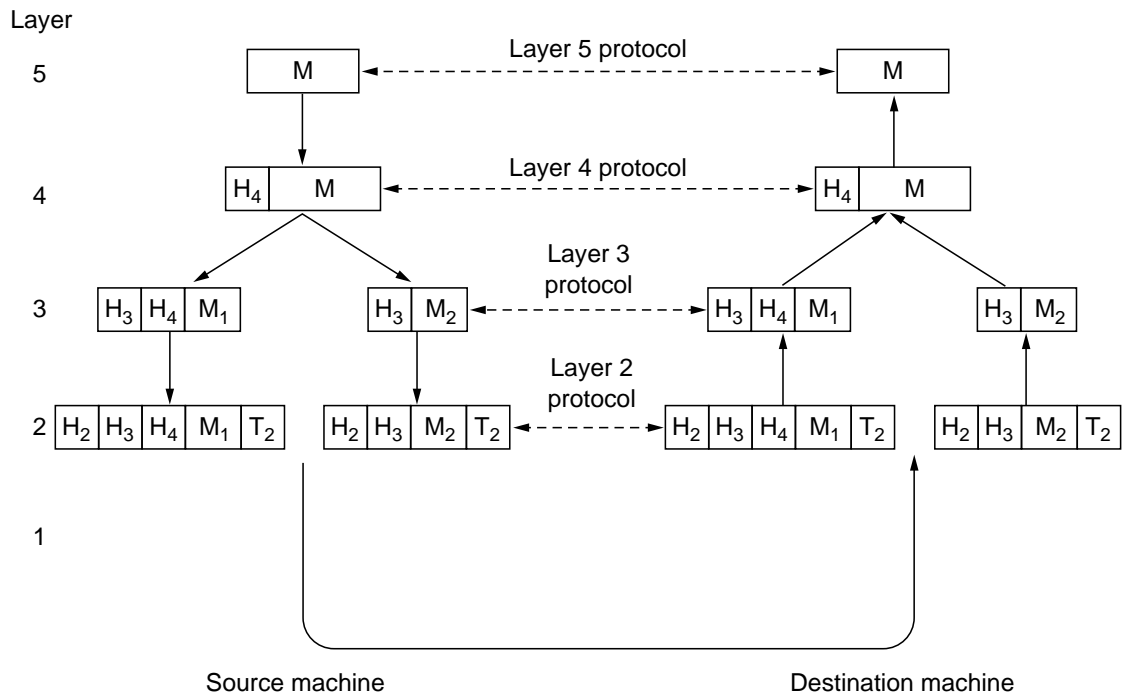 Layer
5 M Layer 5 protocol M
4 H₄ M Layer 4 protocol H₄ M
Layer 3
protocol
3 H₃ H₄ M₁ H₃ M₂ H₃ H₄ M₁ H₃ M₂
Layer 2
protocol
2 H₂ H₃ H₄ M₁ T₂ H₂ H₃ M₂ T₂ H₂ H₃ H₄ M₁ T₂ H₂ H₃ M₂ T₂
1
Source machine Destination machine